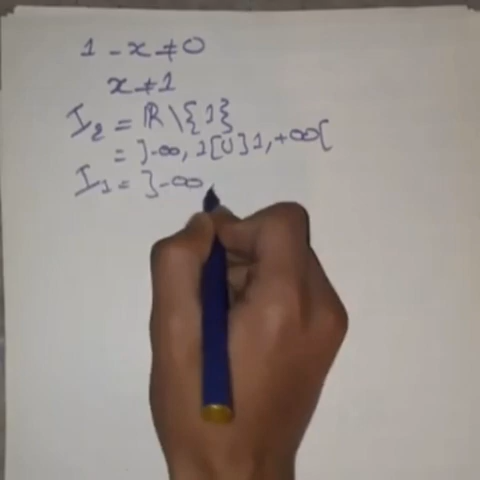 1 - x ≠ 0
x ≠ 1
I₂ = ℝ \ {1}
= ]-∞, 1[ ∪ ]1, +∞[
I₁ = ]-∞,